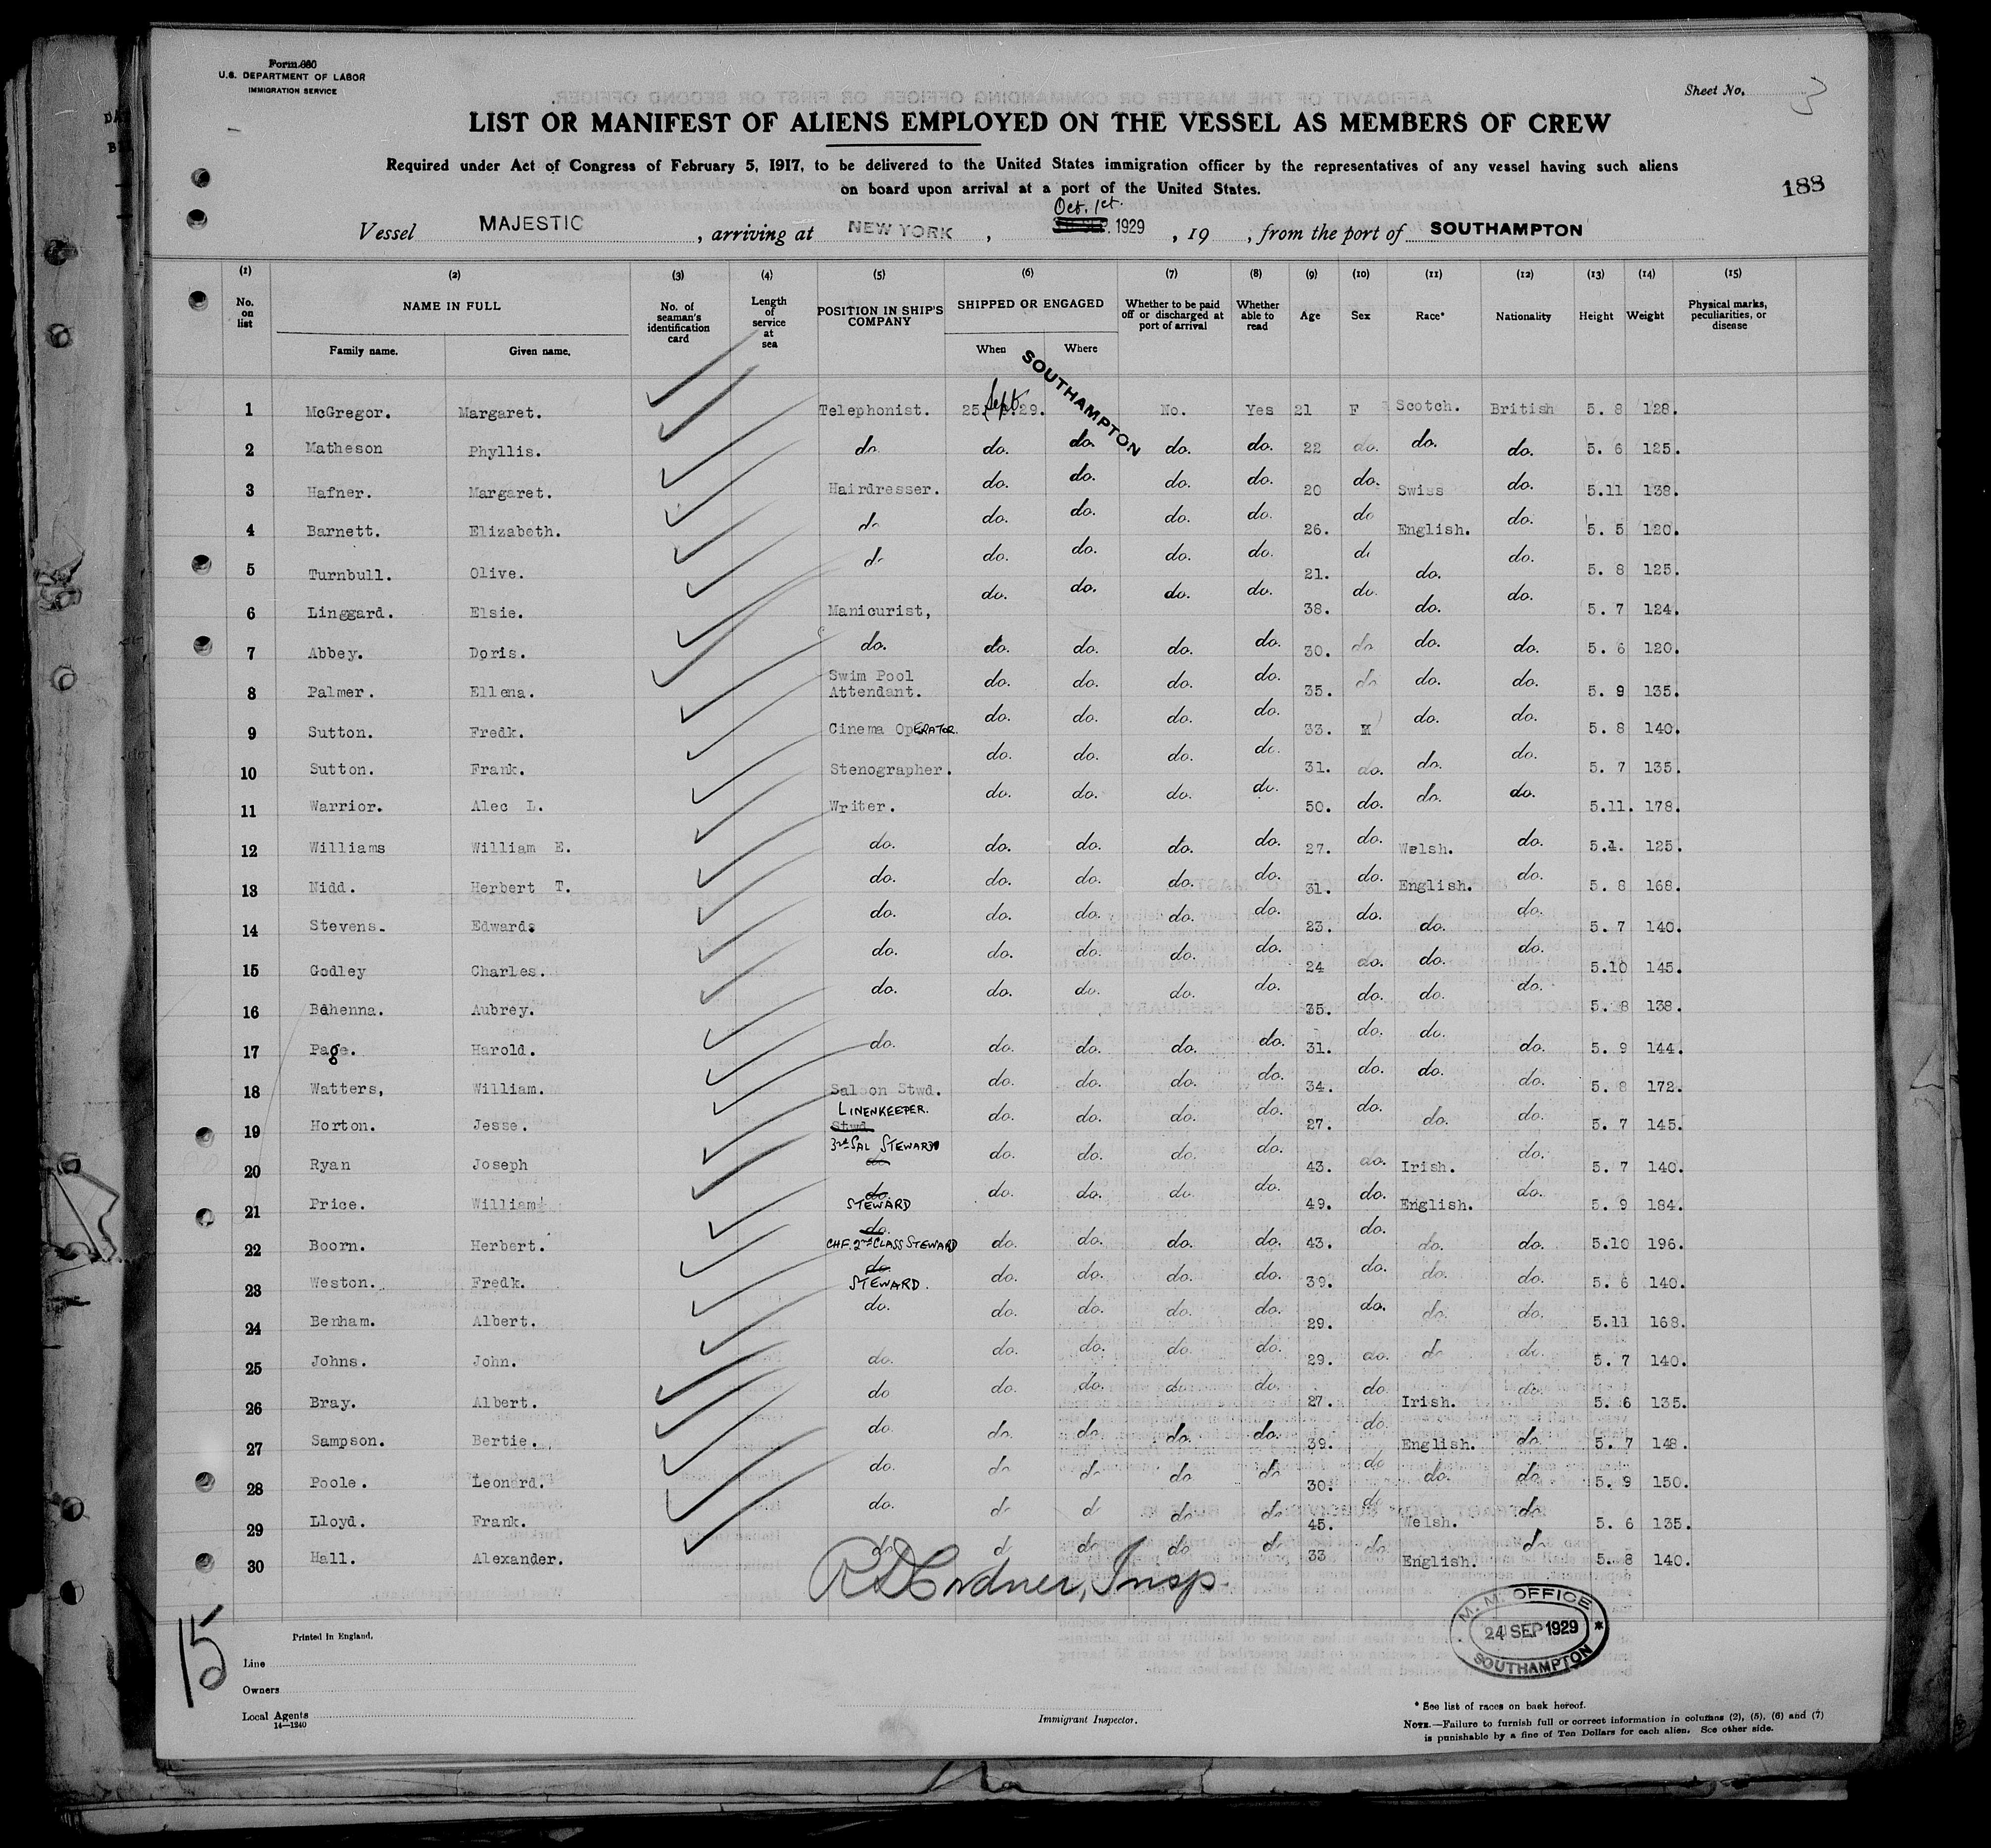 Form 680
U.S. DEPARTMENT OF LABOR
IMMIGRATION SERVICE
Sheet No. 3
LIST OR MANIFEST OF ALIENS EMPLOYED ON THE VESSEL AS MEMBERS OF CREW
Required under Act of Congress of February 5, 1917, to be delivered to the United States immigration officer by the representatives of any vessel having such aliens
on board upon arrival at a port of the United States.
188
Oct. 1st.
Vessel MAJESTIC, arriving at NEW YORK, 1929, 19 , from the port of SOUTHAMPTON
(1) (2) (3) (4) (5) (6) (7) (8) (9) (10) (11) (12) (13) (14) (15)
No. on list NAME IN FULL No. of seaman's identification card Length of service at sea POSITION IN SHIP'S COMPANY SHIPPED OR ENGAGED Whether to be paid off or discharged at port of arrival Whether able to read Age Sex Race* Nationality Height Weight Physical marks, peculiarities, or disease
Family name. Given name. When Where
SOUTHAMPTON
1 McGregor. Margaret. Telephonist. 25. Sept. 29. No. Yes 21 F Scotch. British 5. 8 128.
2 Matheson Phyllis. do do. do. do. do. 22 do. do. do. 5. 6 125.
3 Hafner. Margaret. Hairdresser. do. do. do. do. 20 do. Swiss do. 5.11 138.
4 Barnett. Elizabeth. do do. do. do. do. 26. do English. do. 5. 5 120.
5 Turnbull. Olive. do do. do. do. do. 21. do do. do. 5. 8 125.
6 Linggard. Elsie. Manicurist, do. do. do. do. 38. do. do. do. 5. 7 124.
7 Abbey. Doris. do. do. do. do. do. 30. do do. do. 5. 6 120.
8 Palmer. Ellena. Swim Pool Attendant. do. do. do. do. 35. do do. do. 5. 9 135.
9 Sutton. Fredk. Cinema OpERATOR. do. do. do. do. 33. M do. do. 5. 8 140.
10 Sutton. Frank. Stenographer. do. do. do. do. 31. do. do. do. 5. 7 135.
11 Warrior. Alec L. Writer. do. do. do. do. 50. do. do. do. 5.11. 178.
12 Williams William E. do. do. do. do. do. 27. do. Welsh. do. 5.4. 125.
13 Nidd. Herbert T. do. do. do. do. do. 31. do. English. do. 5. 8 168.
14 Stevens. Edwards do. do. do. do. do. 23. do. do. do. 5. 7 140.
15 Godley Charles. do. do. do. do. do. 24 do. do. do. 5.10 145.
16 Behenna. Aubrey. do. do. do. do. do. 35. do. do. do. 5. 8 138.
17 Page. Harold. do. do. do. do. do. 31. do. do. do. 5. 9 144.
18 Watters, William. Saloon Stwd. do. do. do. do. 34. do. do. do. 5. 8 172.
19 Horton. Jesse. LINENKEEPER. Stwd. do. do. do. do. 27. do. do. do. 5. 7 145.
20 Ryan Joseph 3rd SAL STEWARD do. do. do. do. do. 43. do. Irish. do. 5. 7 140.
21 Price. William do. STEWARD do. do. do. do. 49. do. English. do. 5. 9 184.
22 Boorn. Herbert. do. CHF. 2nd CLASS STEWARD do. do. do. do. 43. do. do. do. 5.10 196.
23 Weston. Fredk. do. STEWARD. do. do. do. do. 39. do. do. do. 5. 6 140.
24 Benham. Albert. do. do. do. do. do. 29. do. do. do. 5.11 168.
25 Johns. John. do. do. do. do. do. 29. do. do do. 5. 7 140.
26 Bray. Albert. do do. do. do. do. 27. do. Irish. do. 5. 6 135.
27 Sampson. Bertie. do. do. do. do. do. 39. do. English. do. 5. 7 148.
28 Poole. Leonard. do. do do do do 30. do do. do. 5. 9 150.
29 Lloyd. Frank. do. do do do do 45. do Welsh. do 5. 6 135.
30 Hall. Alexander. do do do do do 33 do. English. do 5. 8 140.
Insp.
M. M. OFFICE
24 SEP 1929
SOUTHAMPTON
15
Printed in England.
Line
Owners
Local Agents
14—1240
Immigrant Inspector.
* See list of races on back hereof.
NOTE.—Failure to furnish full or correct information in columns (2), (5), (6) and (7)
is punishable by a fine of Ten Dollars for each alien. See other side.